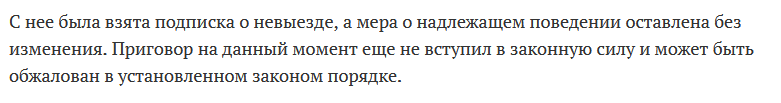 С нее была взята подписка о невыезде, а мера о надлежащем поведении оставлена без
изменения. Приговор на данный момент еще не вступил в законную силу и может быть
обжалован в установленном законом порядке.